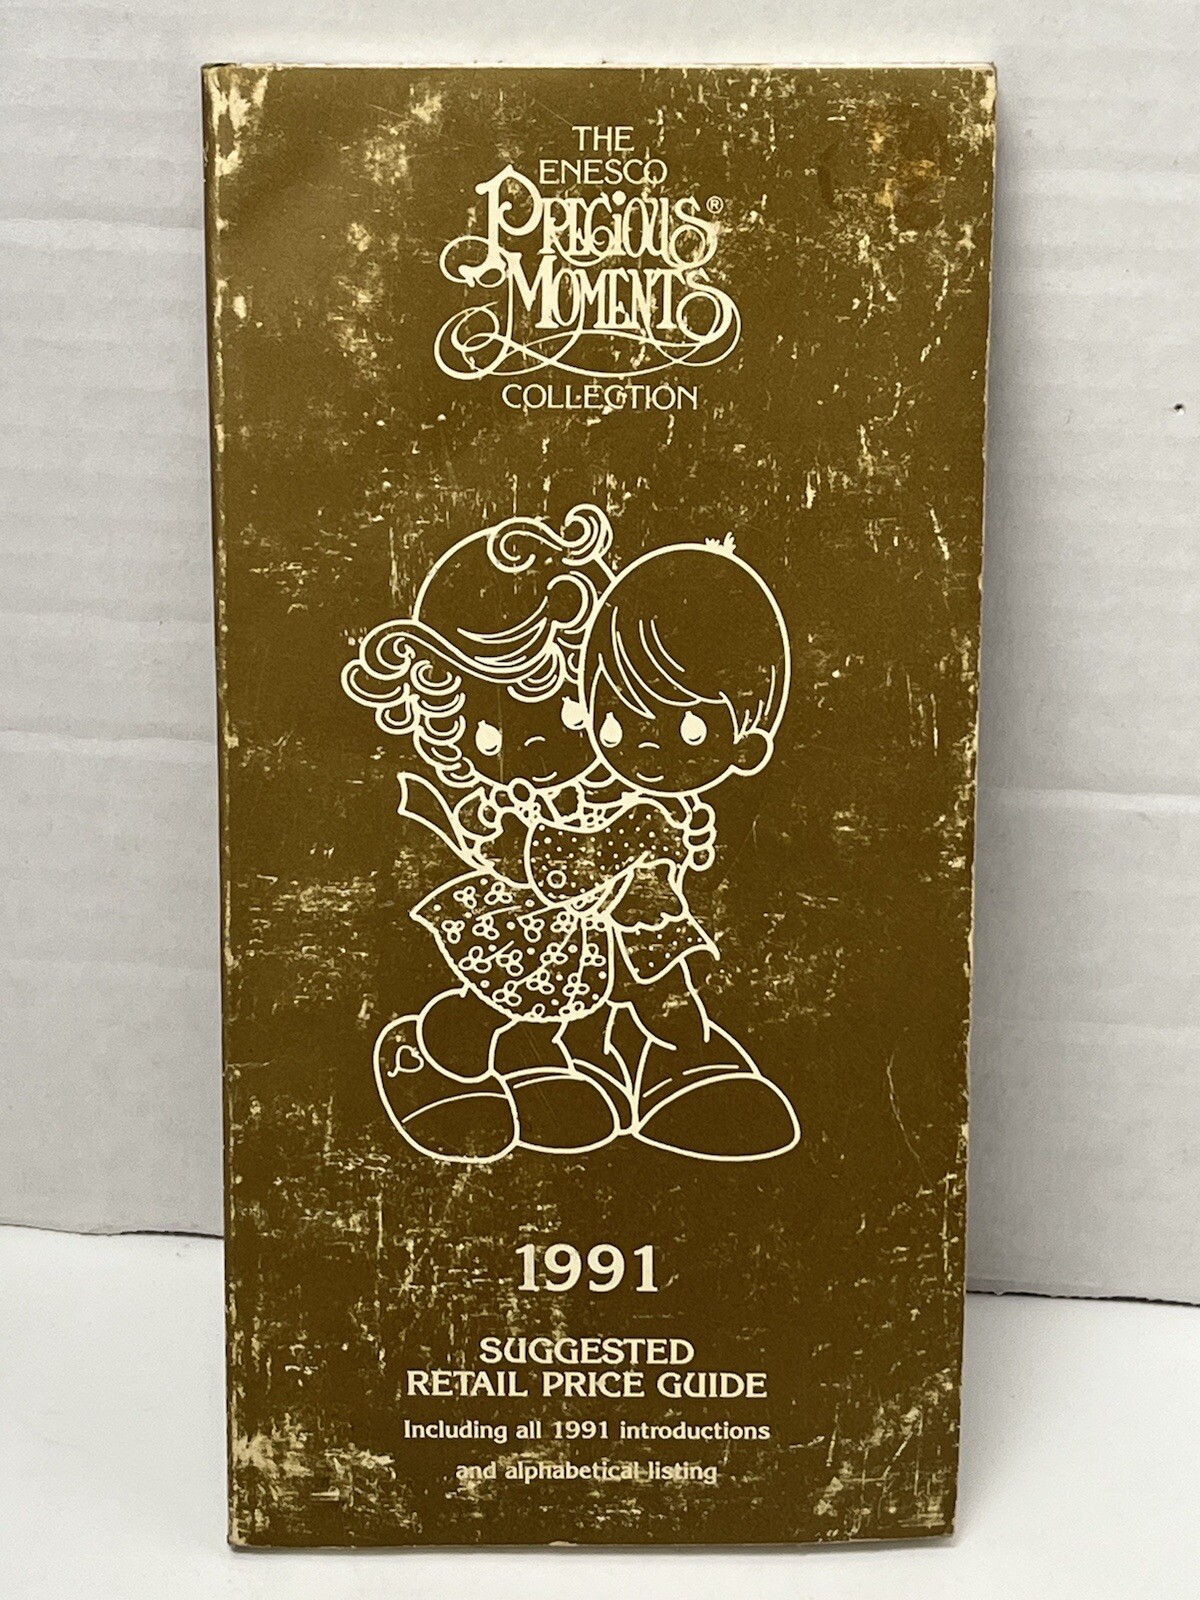 THE
ENESCO
PRECIOUS®
MOMENTS
COLLECTION
1991
SUGGESTED
RETAIL PRICE GUIDE
Including all 1991 introductions
and alphabetical listing